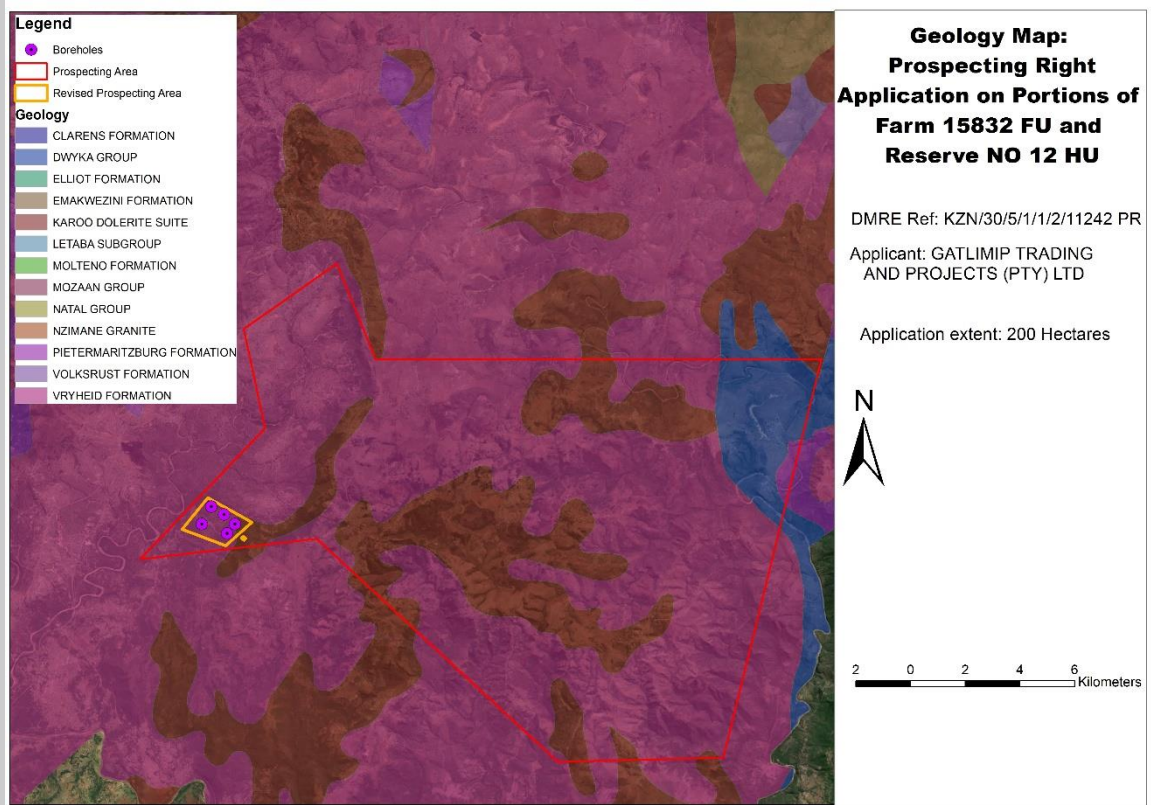 Legend
Boreholes
Prospecting Area
Revised Prospecting Area
Geology
CLARENS FORMATION
DWYKA GROUP
ELLIOT FORMATION
EMAKWEZINI FORMATION
KAROO DOLERITE SUITE
LETABA SUBGROUP
MOLTENO FORMATION
MOZAAN GROUP
NATAL GROUP
NZIMANE GRANITE
PIETERMARITZBURG FORMATION
VOLKSRUST FORMATION
VRYHEID FORMATION
Geology Map:
Prospecting Right
Application on Portions of
Farm 15832 FU and
Reserve NO 12 HU
DMRE Ref: KZN/30/5/1/1/2/11242 PR
Applicant: GATLIMIP TRADING
AND PROJECTS (PTY) LTD
Application extent: 200 Hectares
N
2 0 2 4 6
Kilometers